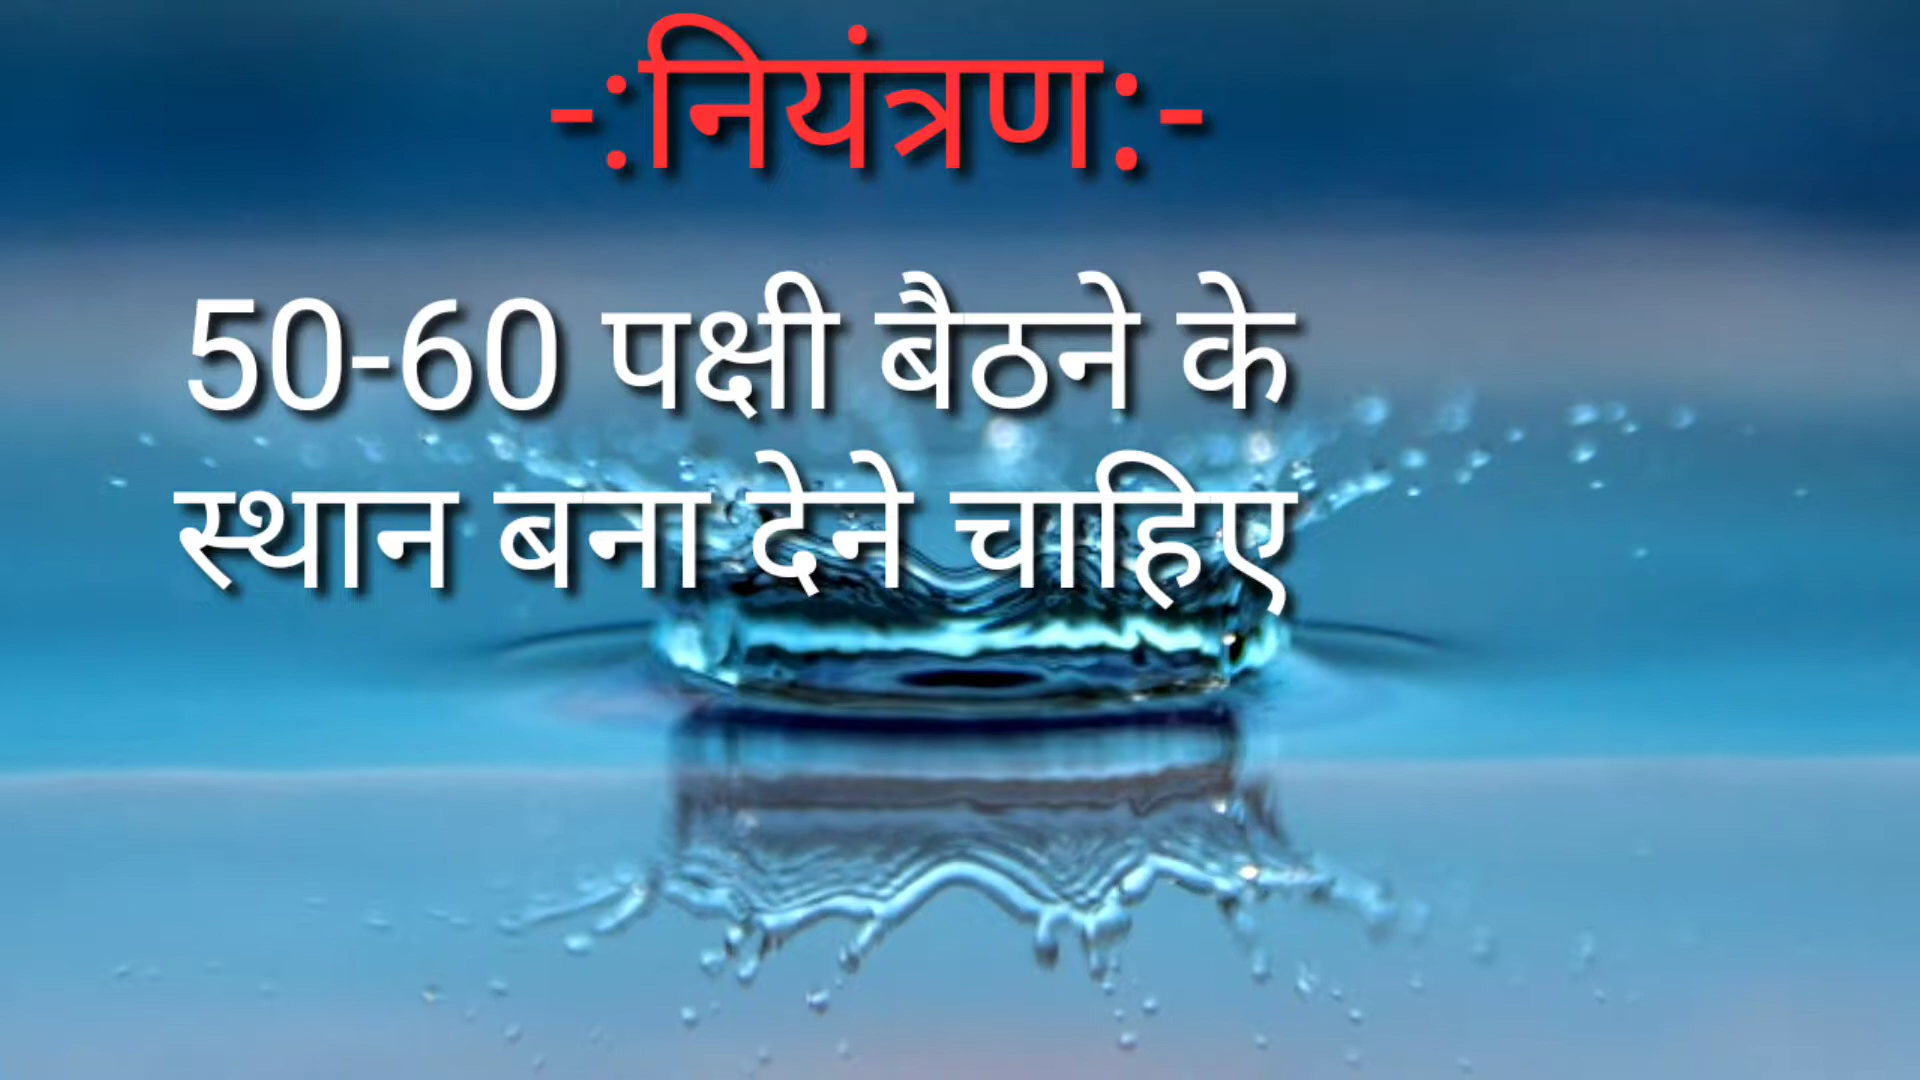 -:नियंत्रण:-
50-60 पक्षी बैठने के
स्थान बना देने चाहिए